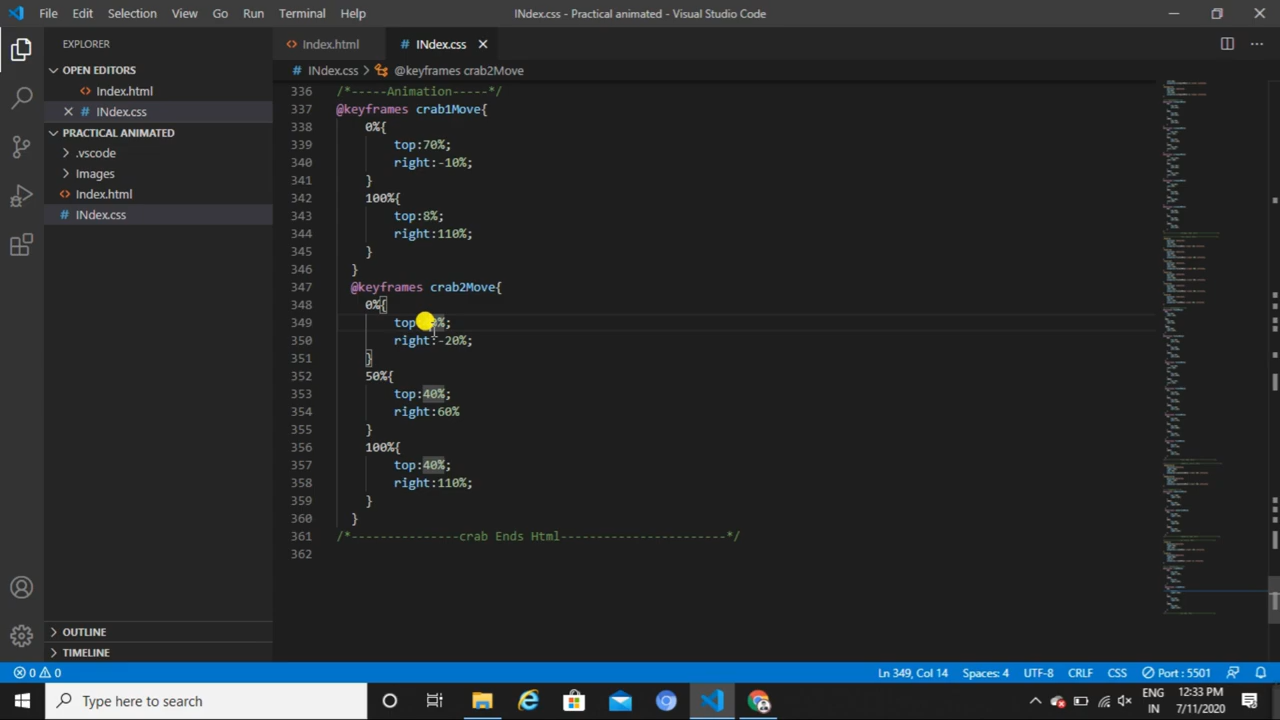 File Edit Selection View Go Run Terminal Help
INdex.css - Practical animated - Visual Studio Code
EXPLORER
OPEN EDITORS
Index.html
INdex.css
PRACTICAL ANIMATED
.vscode
Images
Index.html
INdex.css
OUTLINE
TIMELINE
Index.html INdex.css
INdex.css > @keyframes crab2Move
336 /*-----Animation-----*/
337 @keyframes crab1Move{
338 0%{
339 top:70%;
340 right:-10%;
341 }
342 100%{
343 top:8%;
344 right:110%;
345 }
346 }
347 @keyframes crab2Move{
348 0%{
349 top %;
350 right:-20%;
351 }
352 50%{
353 top:40%;
354 right:60%
355 }
356 100%{
357 top:40%;
358 right:110%;
359 }
360 }
361 /*---------------crab Ends Html-----------------------*/
362
0 0
Ln 349, Col 14 Spaces: 4 UTF-8 CRLF CSS Port : 5501
Type here to search
ENG
IN
12:33 PM
7/11/2020